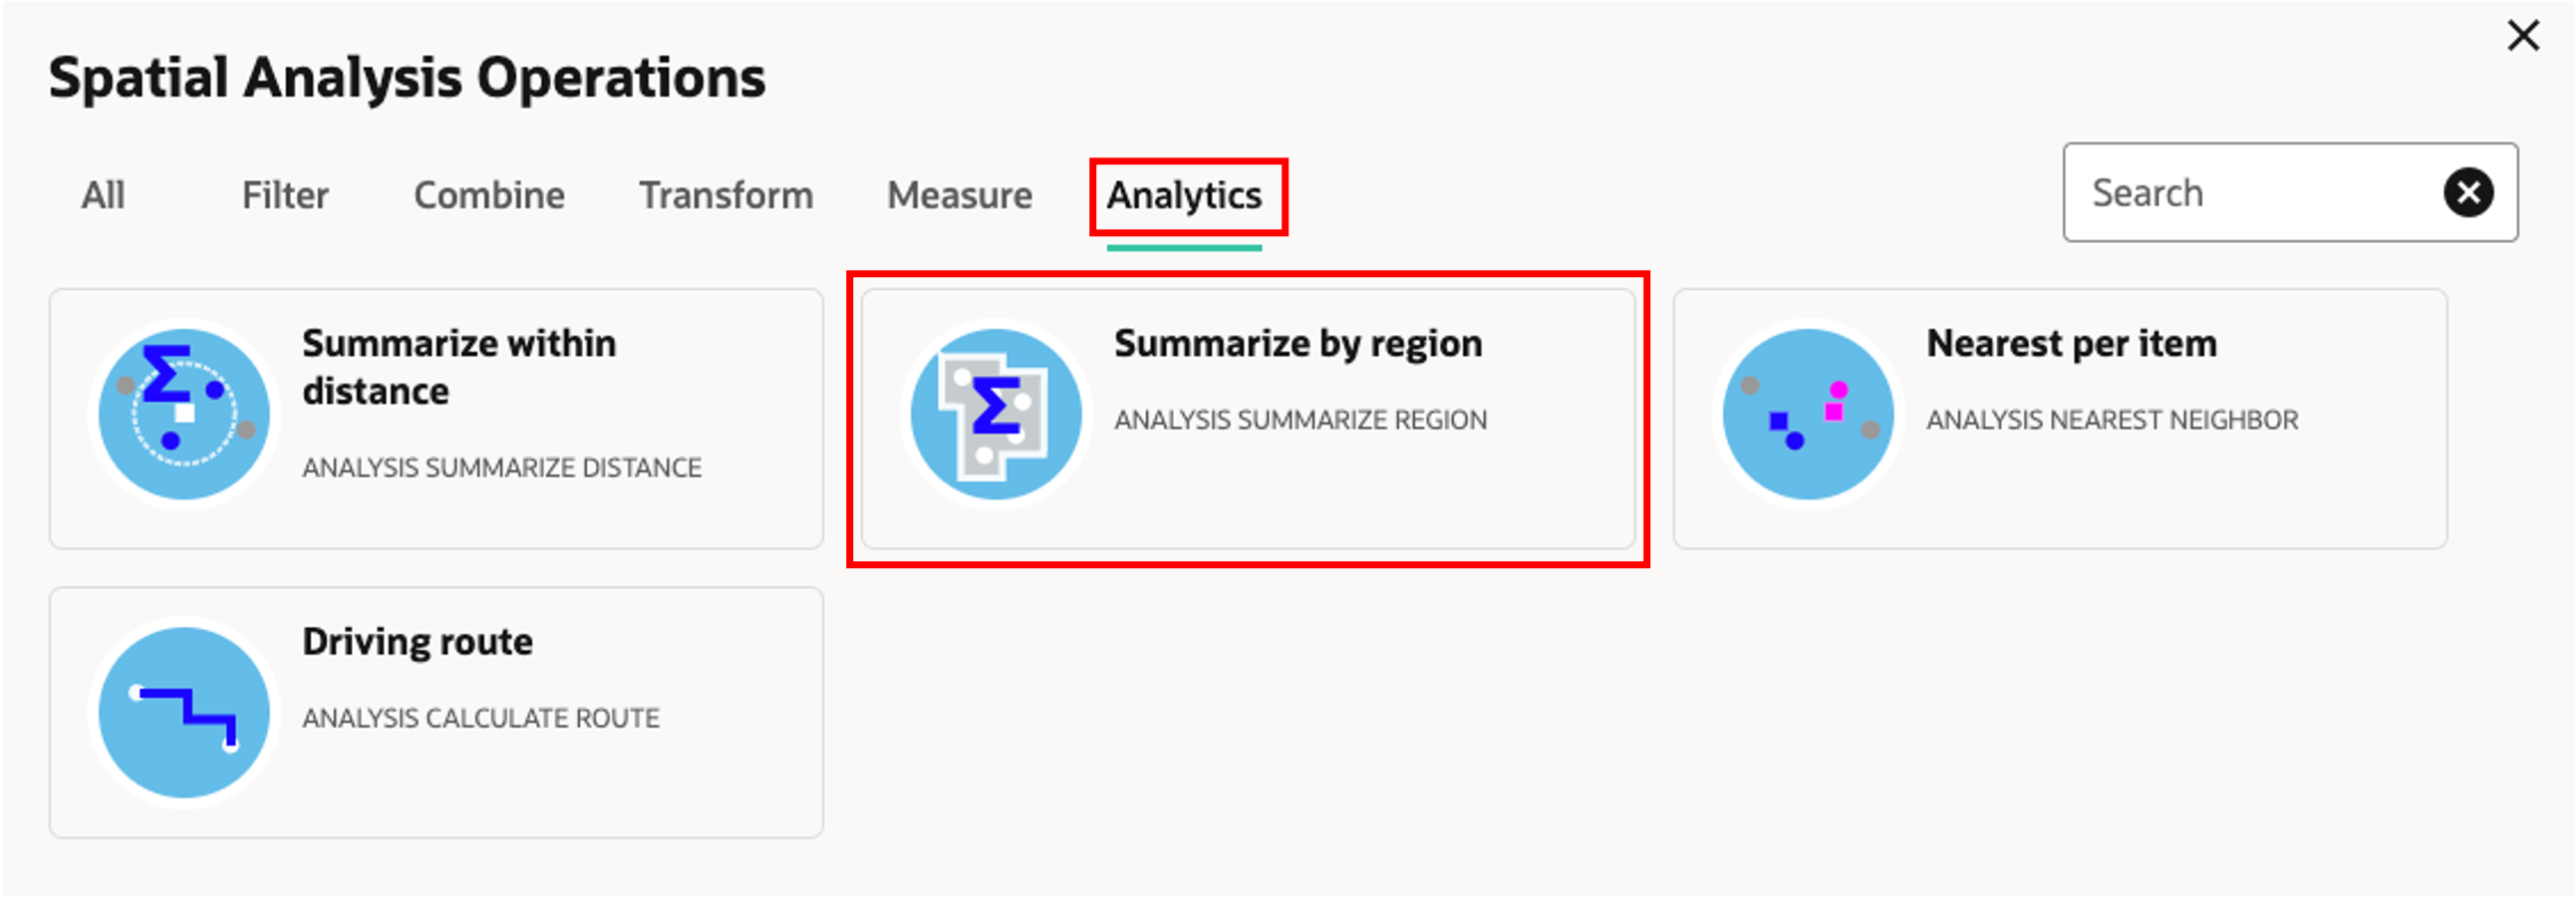 Spatial Analysis Operations
All Filter Combine Transform Measure Analytics
Search
Summarize within
distance
ANALYSIS SUMMARIZE DISTANCE
Summarize by region
ANALYSIS SUMMARIZE REGION
Nearest per item
ANALYSIS NEAREST NEIGHBOR
Driving route
ANALYSIS CALCULATE ROUTE